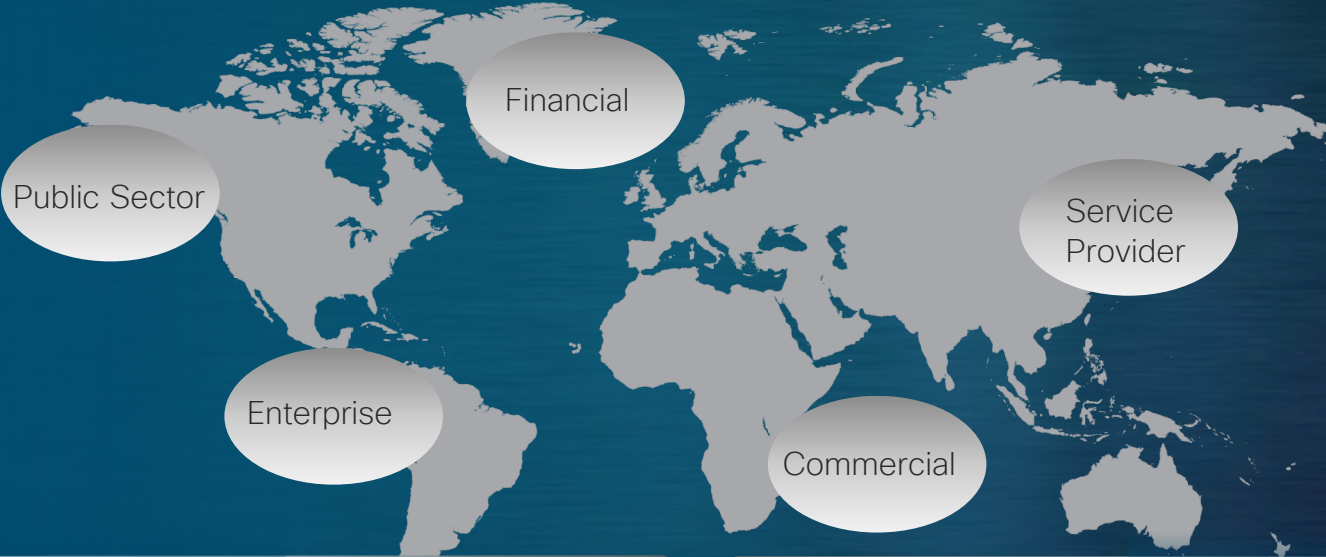 Financial
Public Sector
Service
Provider
Enterprise
Commercial